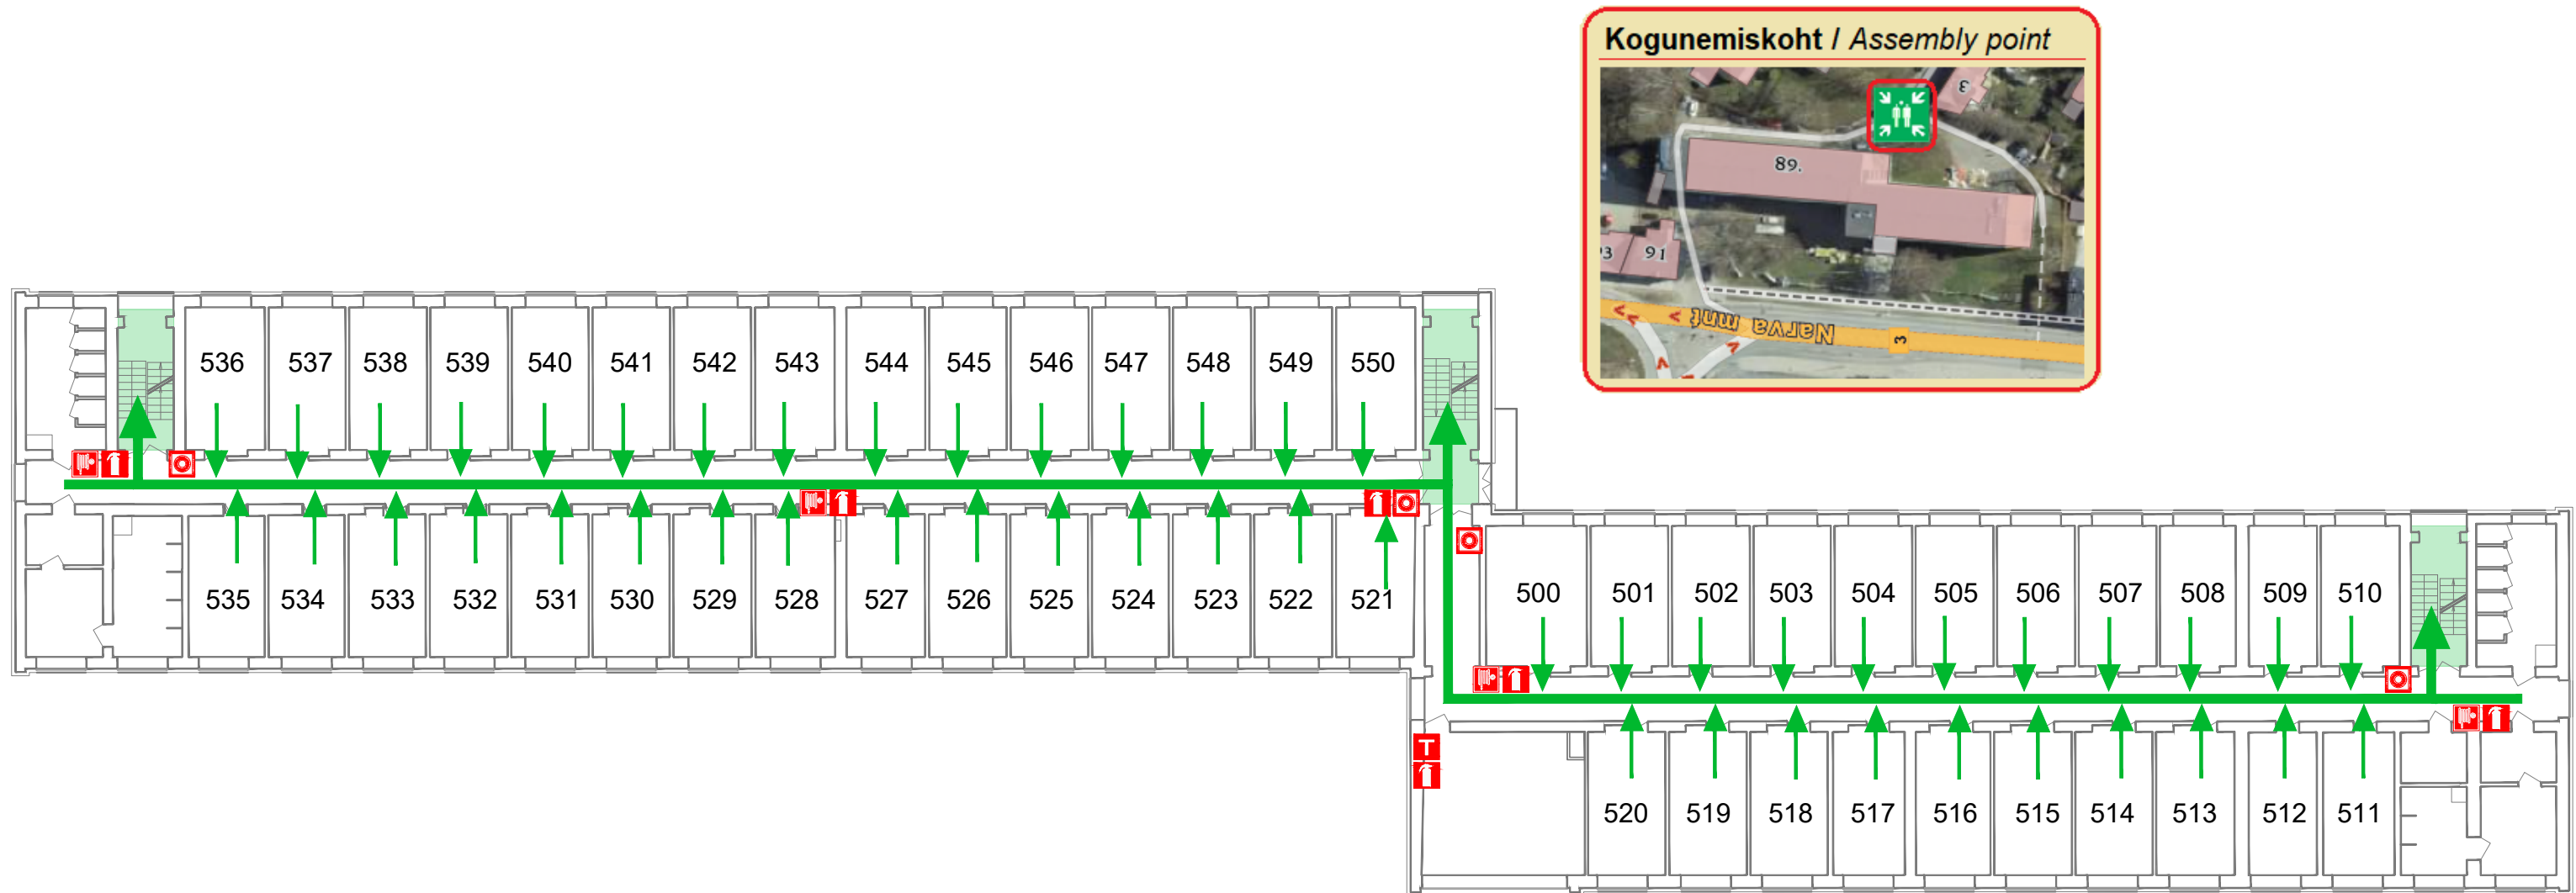 Kogunemiskoht / Assembly point
3
89.
93 91
Narva mnt
3
536 537 538 539 540 541 542 543 544 545 546 547 548 549 550
535 534 533 532 531 530 529 528 527 526 525 524 523 522 521
500 501 502 503 504 505 506 507 508 509 510
T
520 519 518 517 516 515 514 513 512 511